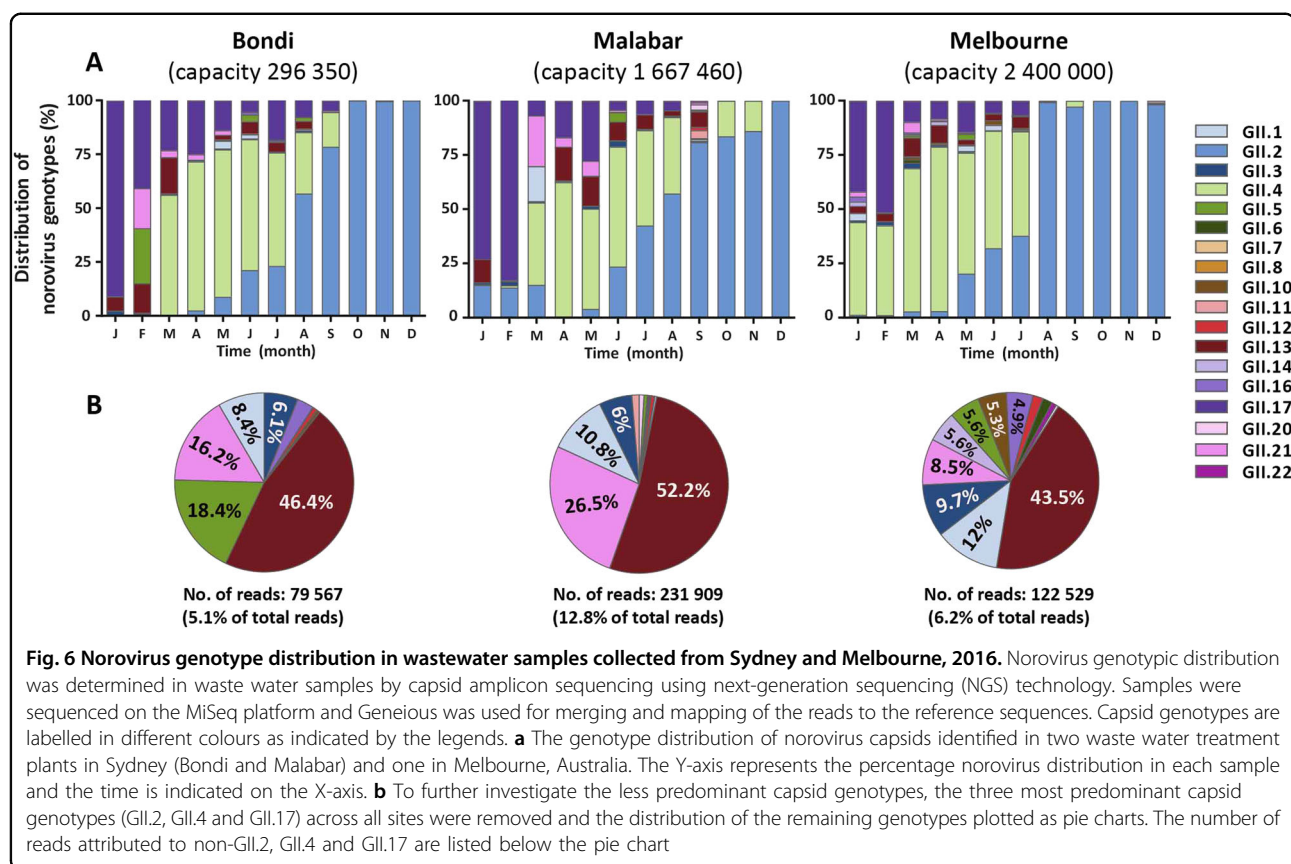 Bondi
(capacity 296 350)
Malabar
(capacity 1 667 460)
Melbourne
(capacity 2 400 000)
A
Distribution of
norovirus genotypes (%)
100
75
50
25
0
J F M A M J J A S O N D
Time (month)
100
75
50
25
0
J F M A M J J A S O N D
Time (month)
100
75
50
25
0
J F M A M J J A S O N D
Time (month)
GII.1
GII.2
GII.3
GII.4
GII.5
GII.6
GII.7
GII.8
GII.10
GII.11
GII.12
GII.13
GII.14
GII.16
GII.17
GII.20
GII.21
GII.22
B
8.4%
6.1%
16.2%
18.4%
46.4%
No. of reads: 79 567
(5.1% of total reads)
10.8%
6%
26.5%
52.2%
No. of reads: 231 909
(12.8% of total reads)
5.6%
5.6%
5.3%
4.9%
8.5%
9.7%
12%
43.5%
No. of reads: 122 529
(6.2% of total reads)
Fig. 6 Norovirus genotype distribution in wastewater samples collected from Sydney and Melbourne, 2016. Norovirus genotypic distribution
was determined in waste water samples by capsid amplicon sequencing using next-generation sequencing (NGS) technology. Samples were
sequenced on the MiSeq platform and Geneious was used for merging and mapping of the reads to the reference sequences. Capsid genotypes are
labelled in different colours as indicated by the legends. a The genotype distribution of norovirus capsids identified in two waste water treatment
plants in Sydney (Bondi and Malabar) and one in Melbourne, Australia. The Y-axis represents the percentage norovirus distribution in each sample
and the time is indicated on the X-axis. b To further investigate the less predominant capsid genotypes, the three most predominant capsid
genotypes (GII.2, GII.4 and GII.17) across all sites were removed and the distribution of the remaining genotypes plotted as pie charts. The number of
reads attributed to non-GII.2, GII.4 and GII.17 are listed below the pie chart